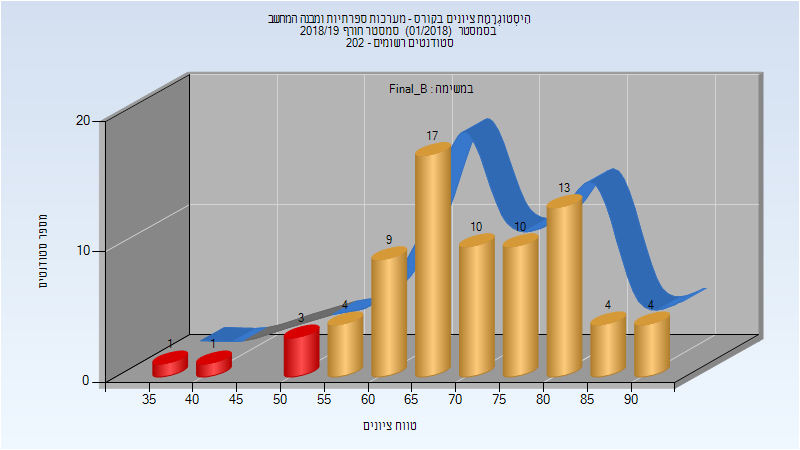 היסטוגרמת ציונים בקורס - מערכות ספרתיות ומבנה המחשב
בסמסטר (01/2018) סמסטר חורף 2018/19
סטודנטים רשומים - 202
במשימה : Final_B
מספר סטודנטים
20
10
0
1
1
3
4
9
17
10
10
13
4
4
35 40 45 50 55 60 65 70 75 80 85 90
טווח ציונים